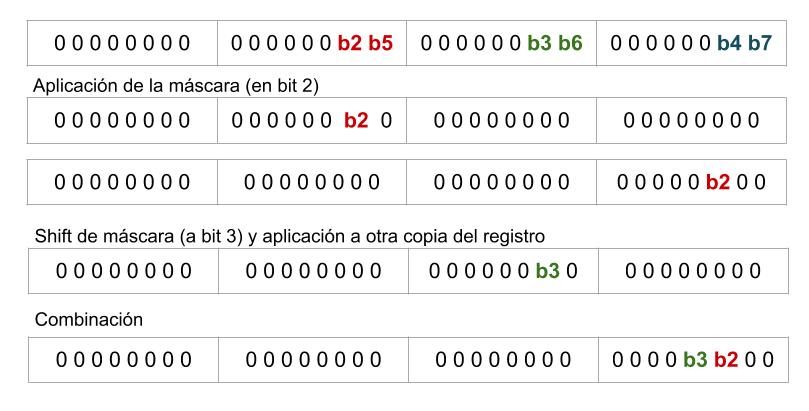 0 0 0 0 0 0 0 0 0 0 0 0 0 0 b2 b5 0 0 0 0 0 0 b3 b6 0 0 0 0 0 0 b4 b7
Aplicación de la máscara (en bit 2)
0 0 0 0 0 0 0 0 0 0 0 0 0 0 b2 0 0 0 0 0 0 0 0 0 0 0 0 0 0 0 0 0
0 0 0 0 0 0 0 0 0 0 0 0 0 0 0 0 0 0 0 0 0 0 0 0 0 0 0 0 0 b2 0 0
Shift de máscara (a bit 3) y aplicación a otra copia del registro
0 0 0 0 0 0 0 0 0 0 0 0 0 0 0 0 0 0 0 0 0 0 b3 0 0 0 0 0 0 0 0 0
Combinación
0 0 0 0 0 0 0 0 0 0 0 0 0 0 0 0 0 0 0 0 0 0 0 0 0 0 0 0 b3 b2 0 0